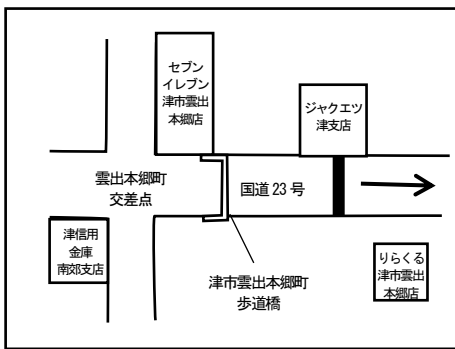 セブン
イレブン
津市雲出
本郷店
ジャクエツ
津支店
雲出本郷町
交差点
国道23号
津信用
金庫
南郊支店
津市雲出本郷町
歩道橋
りらくる
津市雲出
本郷店